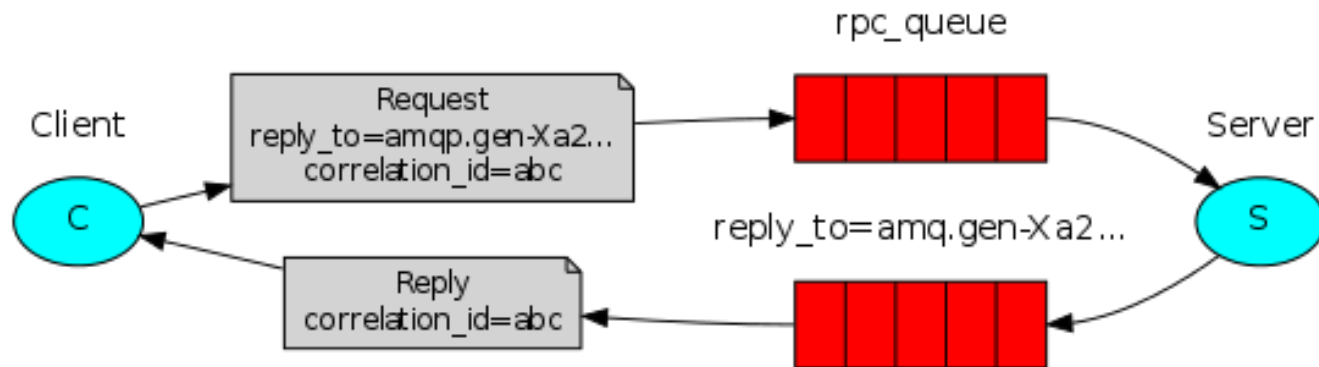 rpc_queue
Client
Request
reply_to=amqp.gen-Xa2...
correlation_id=abc
Server
C
S
reply_to=amq.gen-Xa2...
Reply
correlation_id=abc